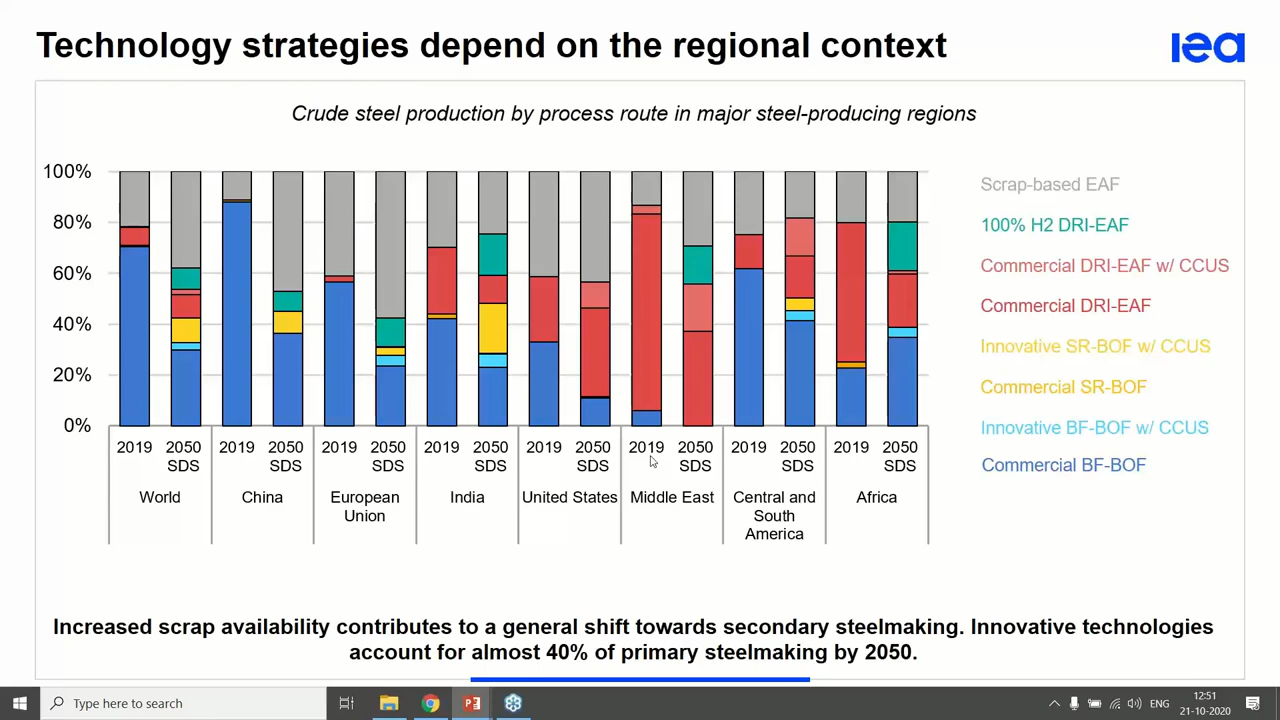 Technology strategies depend on the regional context
iea
Crude steel production by process route in major steel-producing regions
100%
80%
60%
40%
20%
0%
2019
2050
SDS
2019
2050
SDS
2019
2050
SDS
2019
2050
SDS
2019
2050
SDS
2019
2050
SDS
2019
2050
SDS
2019
2050
SDS
World
China
European
Union
India
United States
Middle East
Central and
South
America
Africa
Scrap-based EAF
100% H2 DRI-EAF
Commercial DRI-EAF w/ CCUS
Commercial DRI-EAF
Innovative SR-BOF w/ CCUS
Commercial SR-BOF
Innovative BF-BOF w/ CCUS
Commercial BF-BOF
Increased scrap availability contributes to a general shift towards secondary steelmaking. Innovative technologies
account for almost 40% of primary steelmaking by 2050.
Type here to search
ENG
12:51
21-10-2020